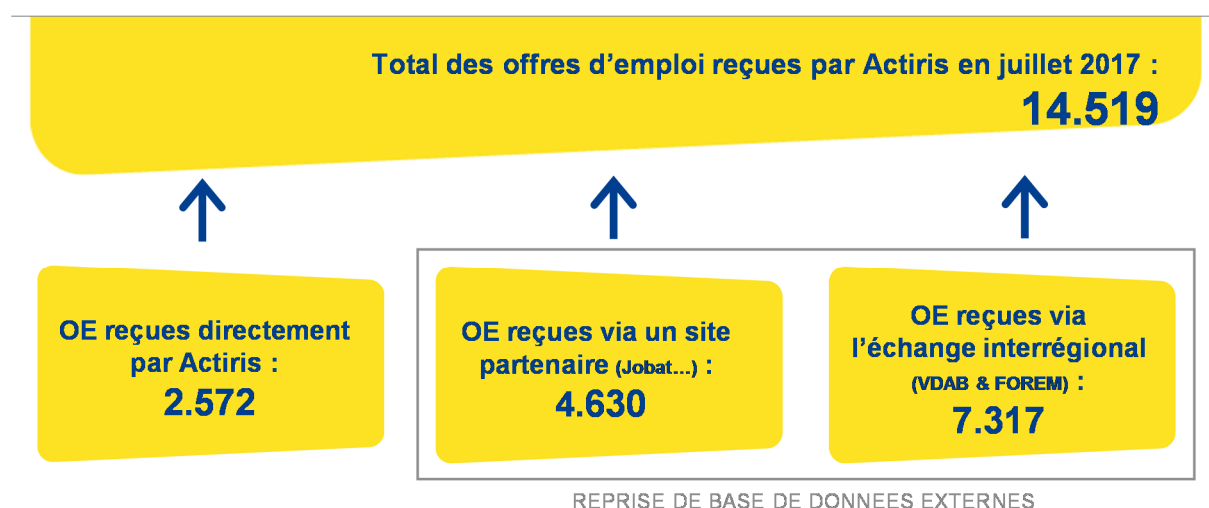 Total des offres d’emploi reçues par Actiris en juillet 2017 :
14.519
OE reçues directement
par Actiris :
2.572
OE reçues via un site
partenaire (Jobat...) :
4.630
OE reçues via
l’échange interrégional
(VDAB & FOREM) :
7.317
REPRISE DE BASE DE DONNEES EXTERNES